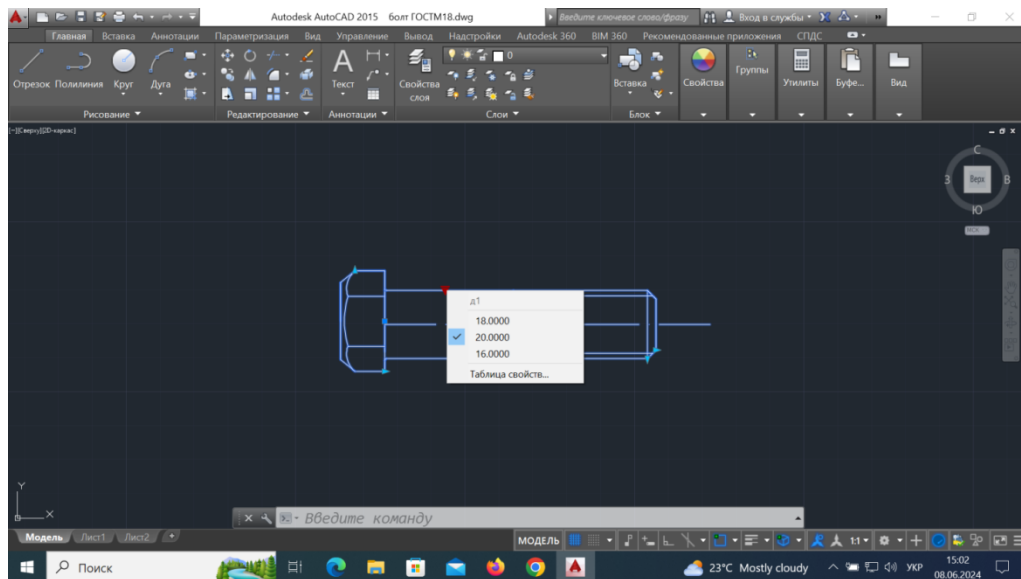 Autodesk AutoCAD 2015 болт ГОСТМ18.dwg
Введите ключевое слово/фразу
Вход в службы
Главная Вставка Аннотации Параметризация Вид Управление Вывод Надстройки Autodesk 360 BIM 360 Рекомендованные приложения СПДС
Отрезок Полилиния Круг Дуга
Текст
Свойства
слоя
0
Вставка
Свойства
Группы
Утилиты
Буфе...
Вид
Рисование Редактирование Аннотации Слои Блок
[−][Сверху][2D-каркас]
С
З Верх В
Ю
МСК
д1
18.0000
20.0000
16.0000
Таблица свойств...
Y
X
Введите команду
Модель Лист1 Лист2
МОДЕЛЬ
1:1
Поиск
23°C Mostly cloudy
УКР
15:02
08.06.2024